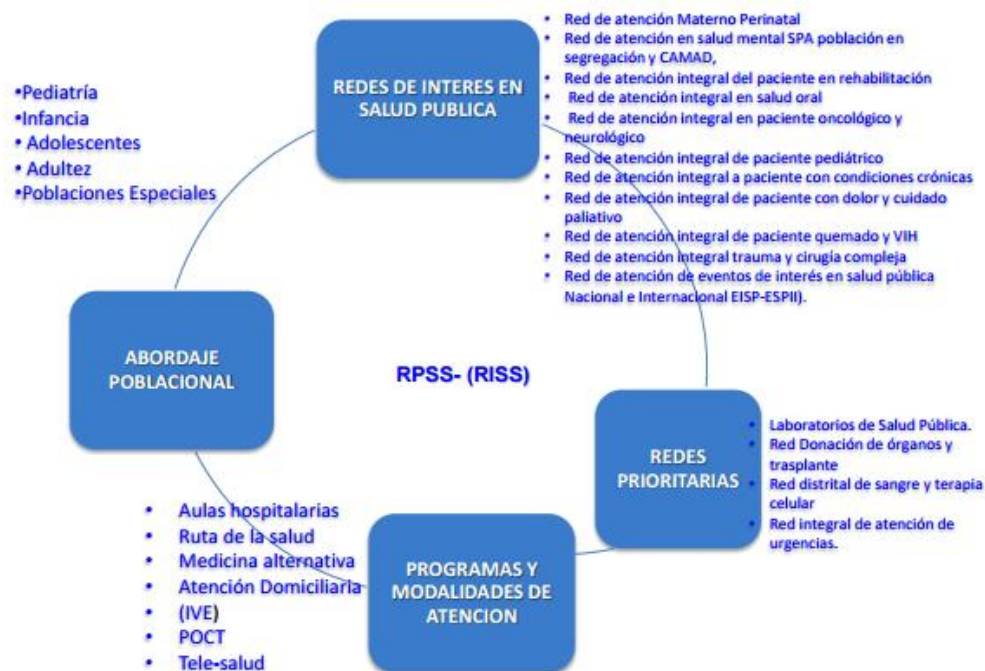 REDES DE INTERES EN
SALUD PUBLICA
• Red de atención Materno Perinatal
• Red de atención en salud mental SPA población en
segregación y CAMAD,
• Red de atención integral del paciente en rehabilitación
• Red de atención integral en salud oral
• Red de atención integral en paciente oncológico y
neurológico
• Red de atención integral de paciente pediátrico
• Red de atención integral a paciente con condiciones crónicas
• Red de atención integral de paciente con dolor y cuidado
paliativo
• Red de atención integral de paciente quemado y VIH
• Red de atención integral trauma y cirugía compleja
• Red de atención de eventos de interés en salud pública
Nacional e Internacional EISP-ESPII).
•Pediatría
•Infancia
• Adolescentes
• Adultez
•Poblaciones Especiales
ABORDAJE
POBLACIONAL
RPSS- (RISS)
REDES
PRIORITARIAS
• Laboratorios de Salud Pública.
• Red Donación de órganos y
trasplante
• Red distrital de sangre y terapia
celular
• Red integral de atención de
urgencias.
• Aulas hospitalarias
• Ruta de la salud
• Medicina alternativa
• Atención Domiciliaria
• (IVE)
• POCT
• Tele-salud
PROGRAMAS Y
MODALIDADES DE
ATENCION